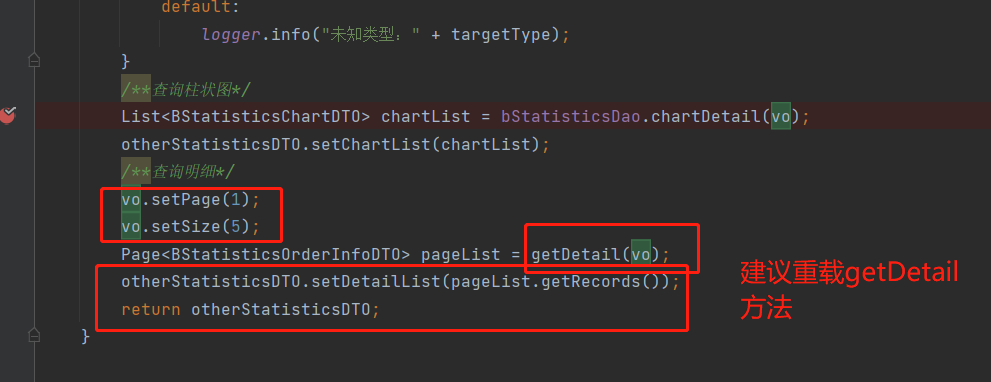 default:
logger.info("未知类型：" + targetType);
}
/**查询柱状图*/
List<BStatisticsChartDTO> chartList = bStatisticsDao.chartDetail(vo);
otherStatisticsDTO.setChartList(chartList);
/**查询明细*/
vo.setPage(1);
vo.setSize(5);
Page<BStatisticsOrderInfoDTO> pageList = getDetail(vo);
otherStatisticsDTO.setDetailList(pageList.getRecords());
return otherStatisticsDTO;
}
建议重载getDetail
方法